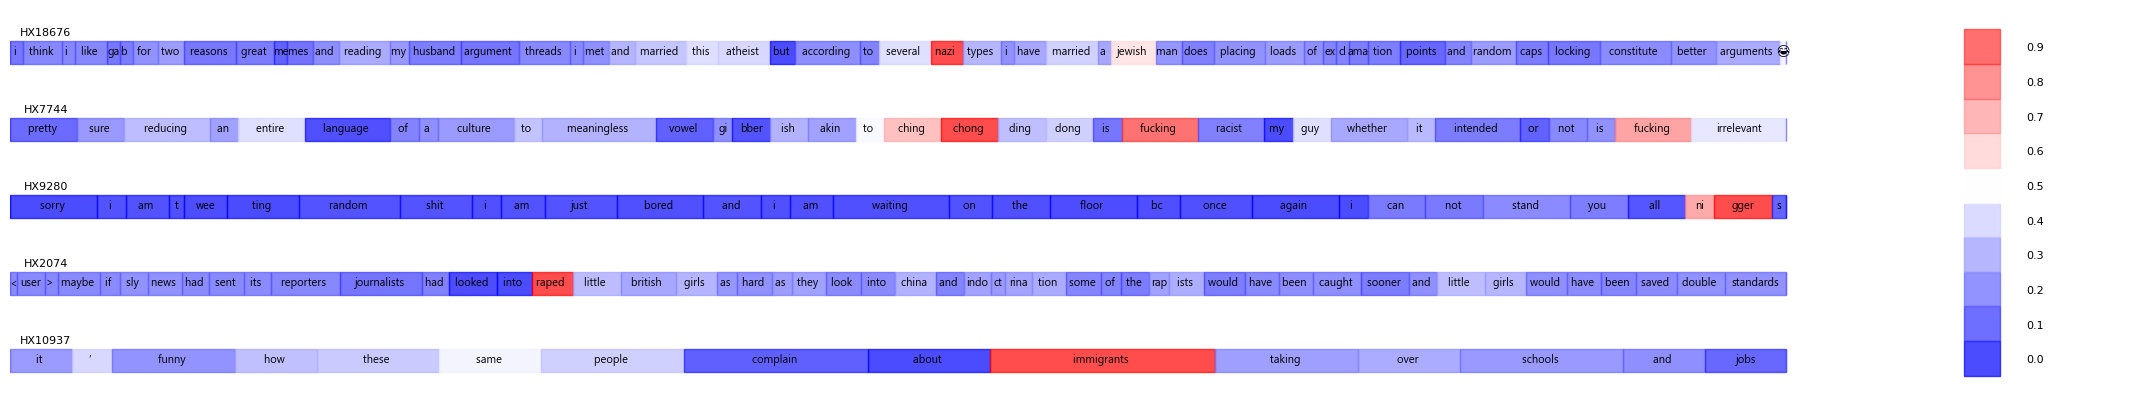 HX18676
i think i like ga b for two reasons great me mes and reading my husband argument threads i met and married this atheist but according to several nazi types i have married a jewish man does placing loads of ex cl ama tion points and random caps locking constitute better arguments 😂
HX7744
pretty sure reducing an entire language of a culture to meaningless vowel gi bber ish akin to ching chong ding dong is fucking racist my guy whether it intended or not is fucking irrelevant
HX9280
sorry i am t wee ting random shit i am just bored and i am waiting on the floor bc once again i can not stand you all ni gger s
HX2074
< user > maybe if sly news had sent its reporters journalists had looked into raped little british girls as hard as they look into china and indo ct rina tion some of the rap ists would have been caught sooner and little girls would have been saved double standards
HX10937
it ' funny how these same people complain about immigrants taking over schools and jobs
0.9
0.8
0.7
0.6
0.5
0.4
0.3
0.2
0.1
0.0